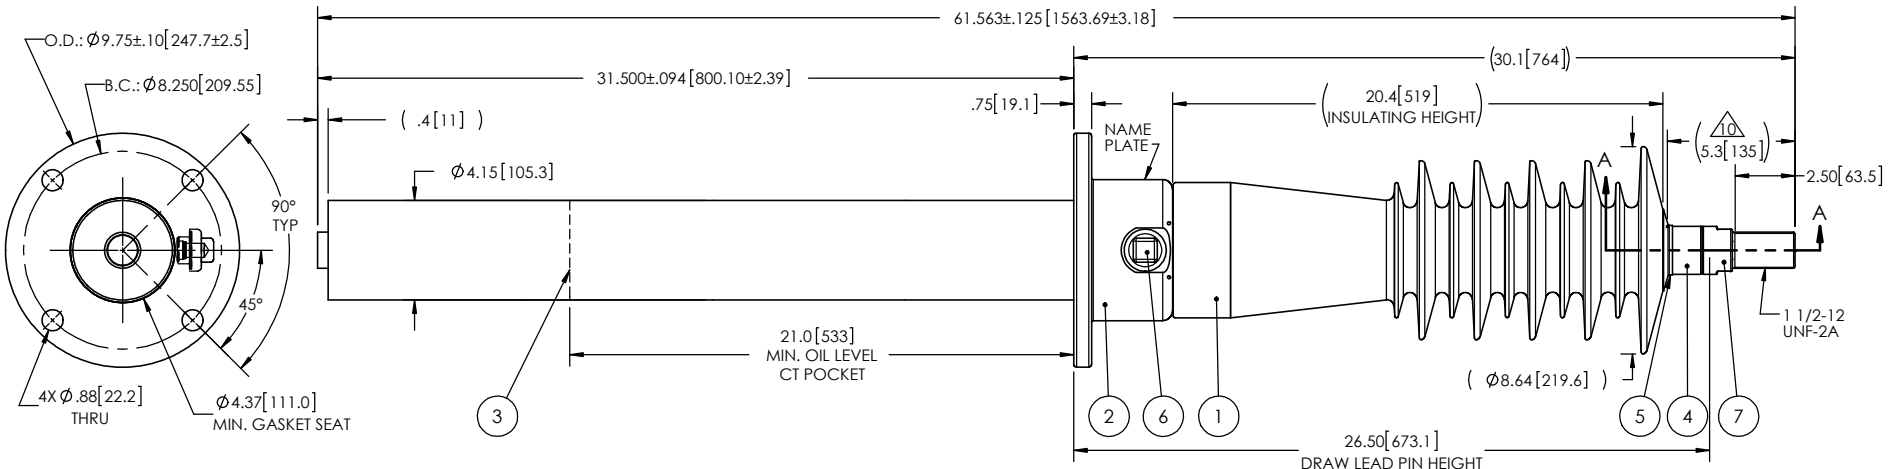 61.563±.125[1563.69±3.18]
O.D.: Φ9.75±.10[247.7±2.5]
(30.1[764])
B.C.: Φ8.250[209.55]
31.500±.094[800.10±2.39]
.75[19.1]
(20.4[519]
INSULATING HEIGHT)
( .4[11] )
NAME
PLATE
10
(5.3[135])
A
Φ4.15[105.3]
2.50[63.5]
A
90°
TYP
45°
1 1/2-12
UNF-2A
21.0[533]
MIN. OIL LEVEL
CT POCKET
( Φ8.64[219.6] )
4X Φ.88[22.2]
THRU
Φ4.37[111.0]
MIN. GASKET SEAT
3
2
6
1
5
4
7
26.50[673.1]
DRAW LEAD PIN HEIGHT